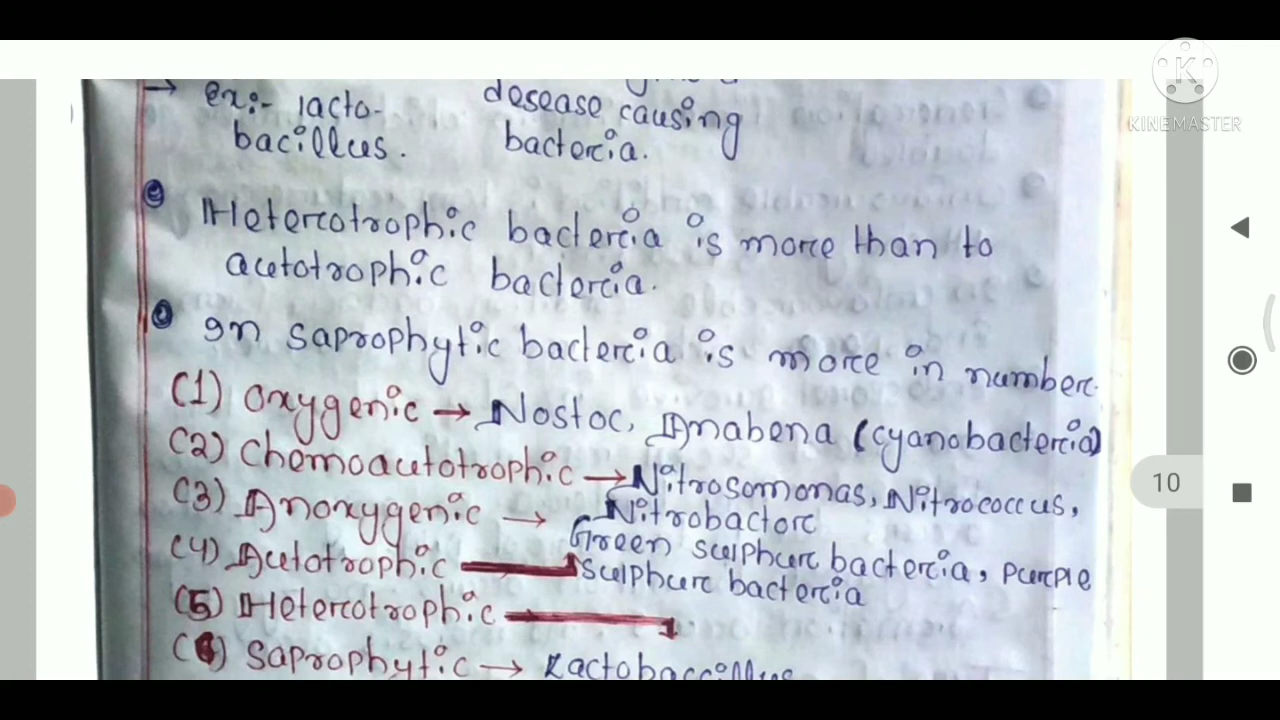 → ex:- lacto-
bacillus.
desease causing
bacteria.
Heterotrophic bacteria is more than to
autotrophic bacteria.
In saprophytic bacteria is more in number.
(1) Oxygenic → Nostoc, Anabena (cyanobacteria)
(2) Chemoautotrophic → Nitrosomonas, Nitrococcus,
Nitrobactor
(3) Anoxygenic → Green sulphur bacteria, purple
sulphur bacteria
(4) Autotrophic
(5) Heterotrophic
(6) Saprophytic → Lactobaccillus
10
K
KINEMASTER